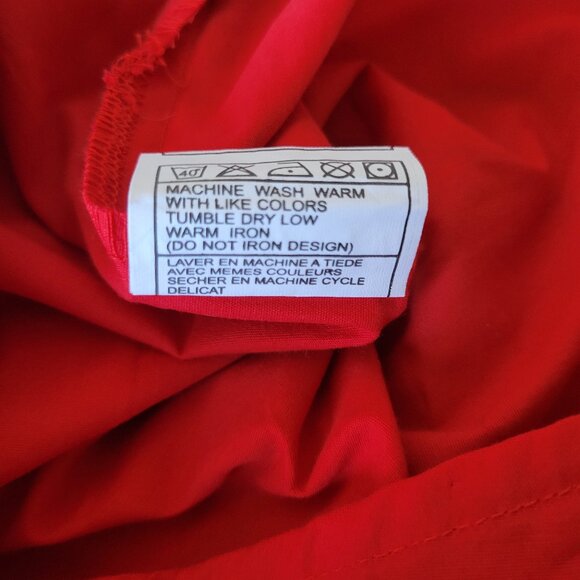 40
MACHINE WASH WARM
WITH LIKE COLORS
TUMBLE DRY LOW
WARM IRON
(DO NOT IRON DESIGN)
LAVER EN MACHINE A TIEDE
AVEC MEMES COULEURS
SECHER EN MACHINE CYCLE
DELICAT